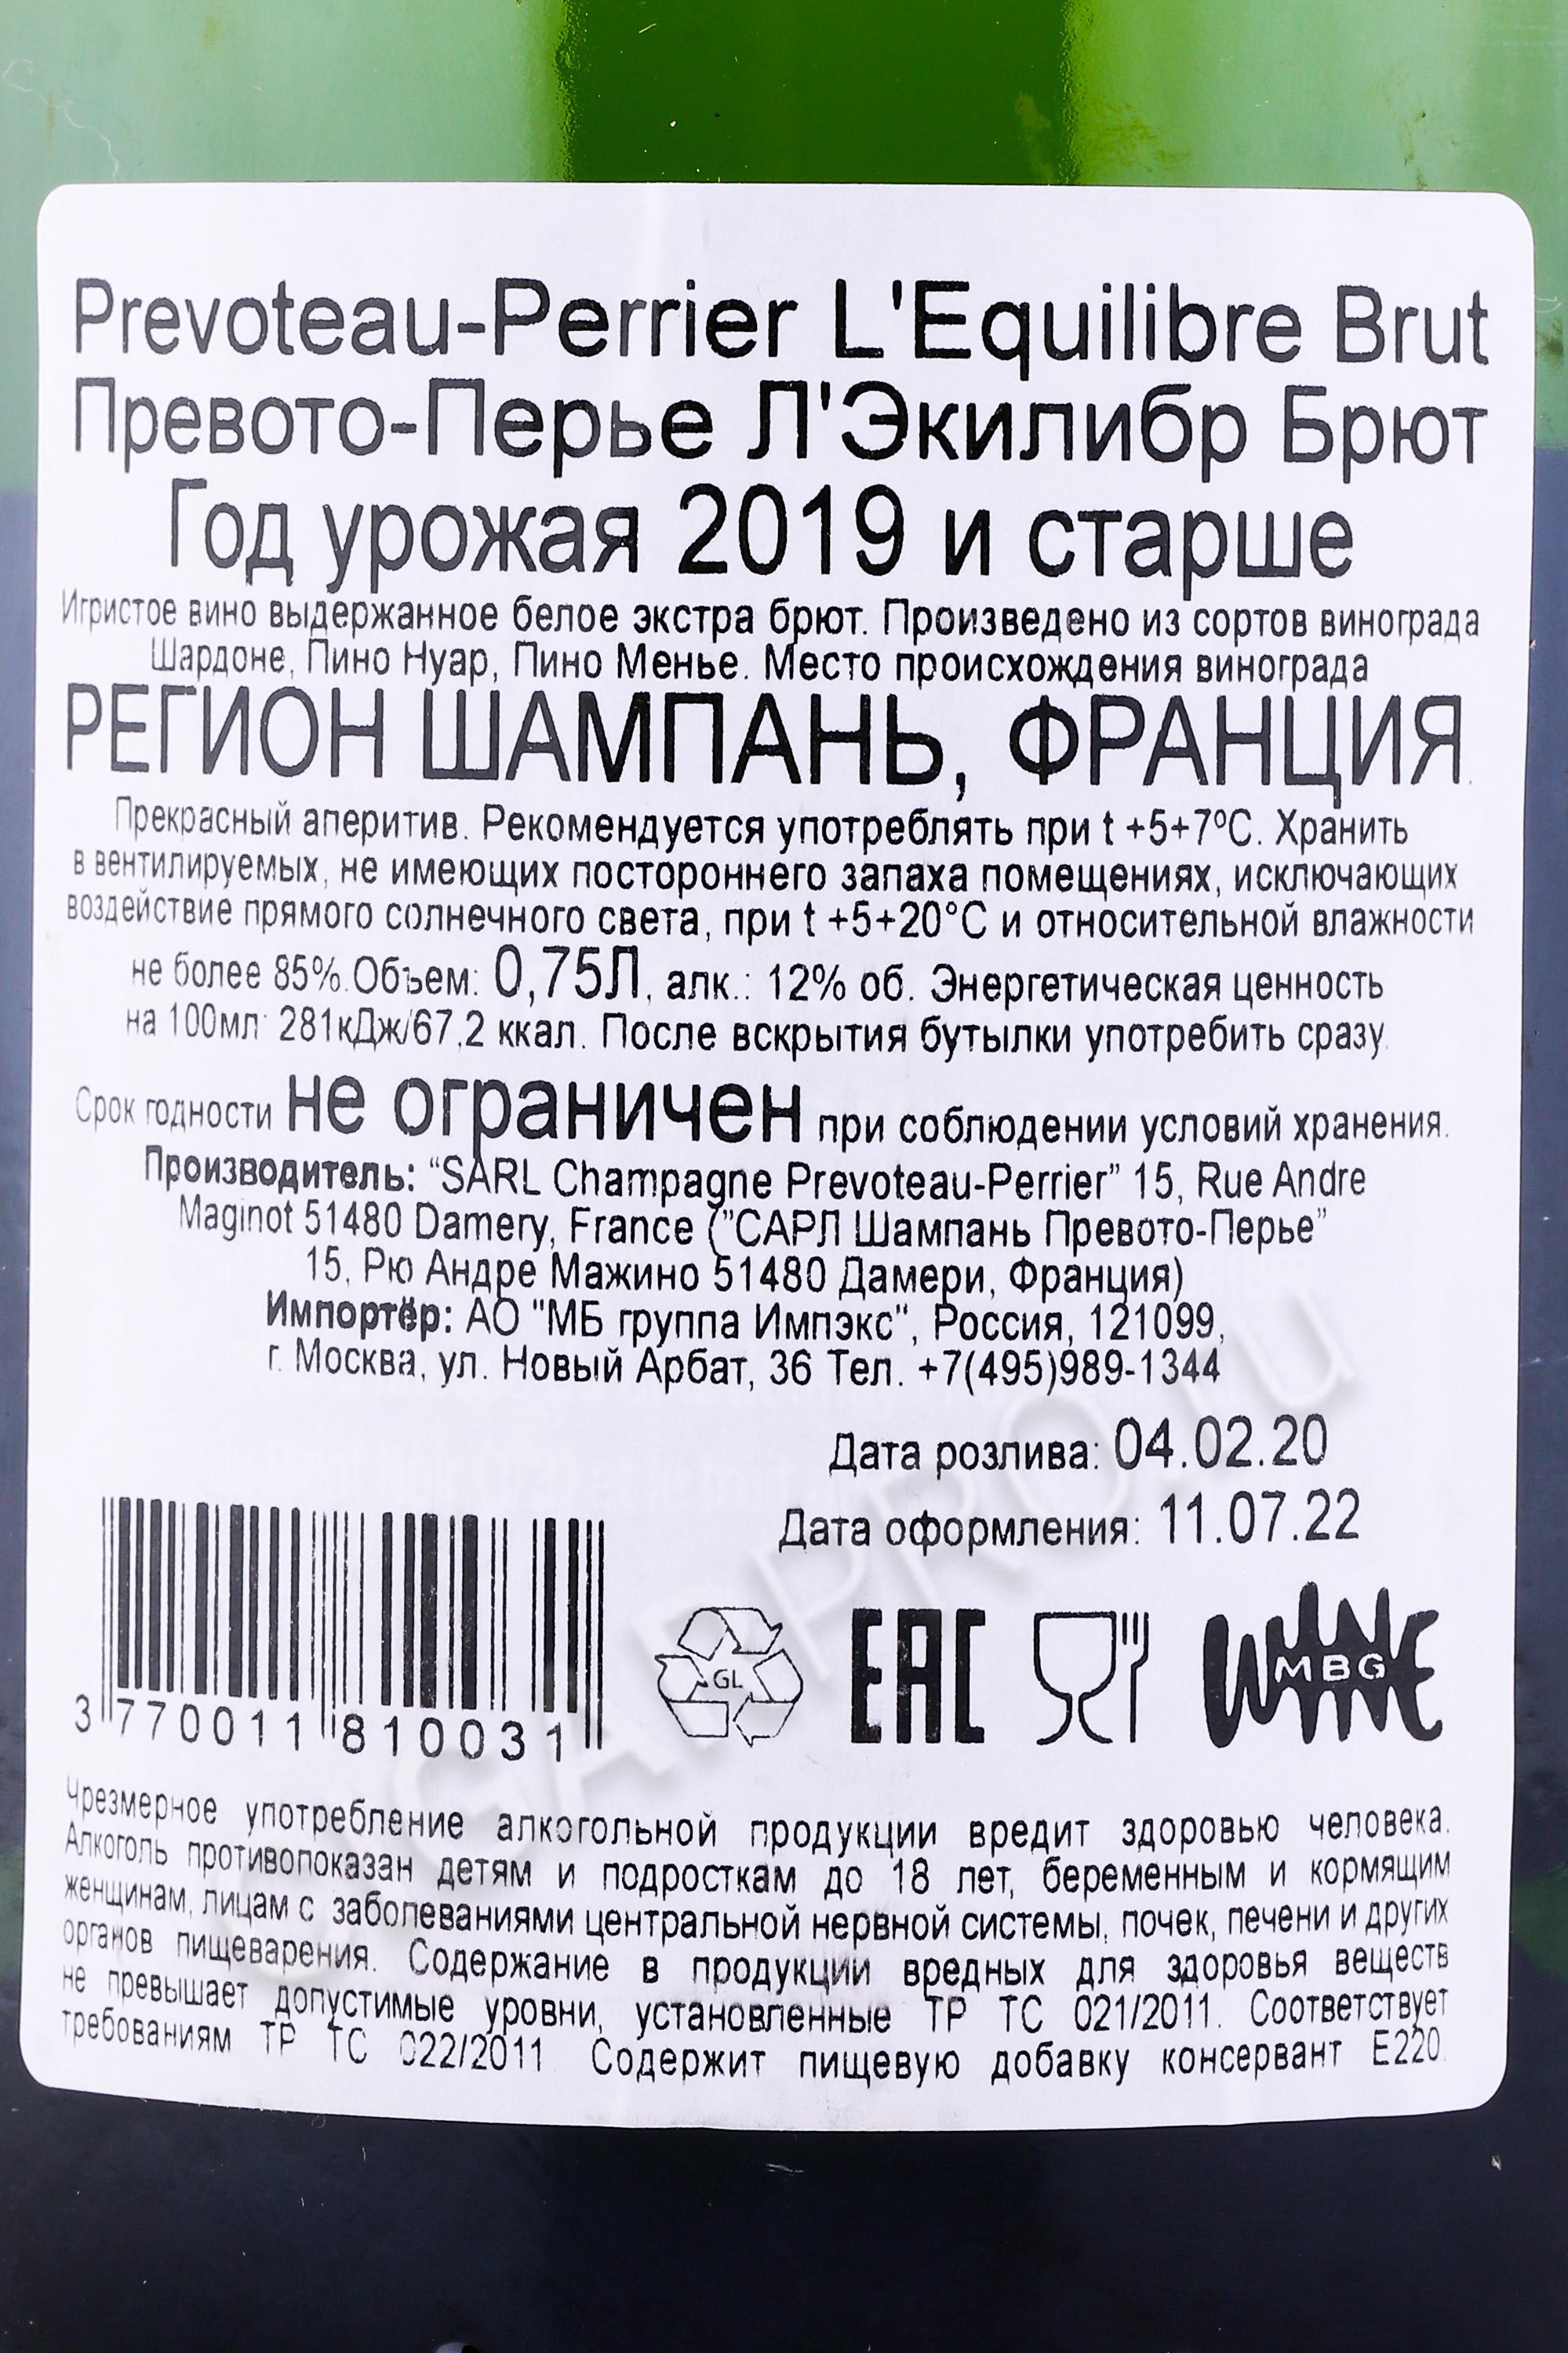 Prevoteau-Perrier L'Equilibre Brut
Превото-Перье Л'Экилибр Брют
Год урожая 2019 и старше
Игристое вино выдержанное белое экстра брют. Произведено из сортов винограда
Шардоне, Пино Нуар, Пино Менье. Место происхождения винограда
РЕГИОН ШАМПАНЬ, ФРАНЦИЯ.
Прекрасный аперитив. Рекомендуется употреблять при t +5+7ºС. Хранить
в вентилируемых, не имеющих постороннего запаха помещениях, исключающих
воздействие прямого солнечного света, при t +5+20°С и относительной влажности
не более 85%.Объем: 0,75Л, алк.: 12% об. Энергетическая ценность
на 100мл: 281кДж/67,2 ккал. После вскрытия бутылки употребить сразу.
Срок годности не ограничен при соблюдении условий хранения.
Производитель: “SARL Champagne Prevoteau-Perrier” 15, Rue Andre
Maginot 51480 Damery, France ("САРЛ Шампань Превото-Перье”
15, Рю Андре Мажино 51480 Дамери, Франция)
Импортёр: АО "МБ группа Импэкс", Россия, 121099,
г. Москва, ул. Новый Арбат, 36 Тел. +7(495)989-1344
Дата розлива: 04.02.20
Дата оформления: 11.07.22
3 770011 810031
GL
EAC
WINE
MBG
CAMPRO.ru
Чрезмерное употребление алкогольной продукции вредит здоровью человека.
Алкоголь противопоказан детям и подросткам до 18 лет, беременным и кормящим
женщинам, лицам с заболеваниями центральной нервной системы, почек, печени и других
органов пищеварения. Содержание в продукции вредных для здоровья веществ
не превышает допустимые уровни, установленные ТР ТС 021/2011. Соответствует
требованиям ТР ТС 022/2011 Содержит пищевую добавку консервант Е220.